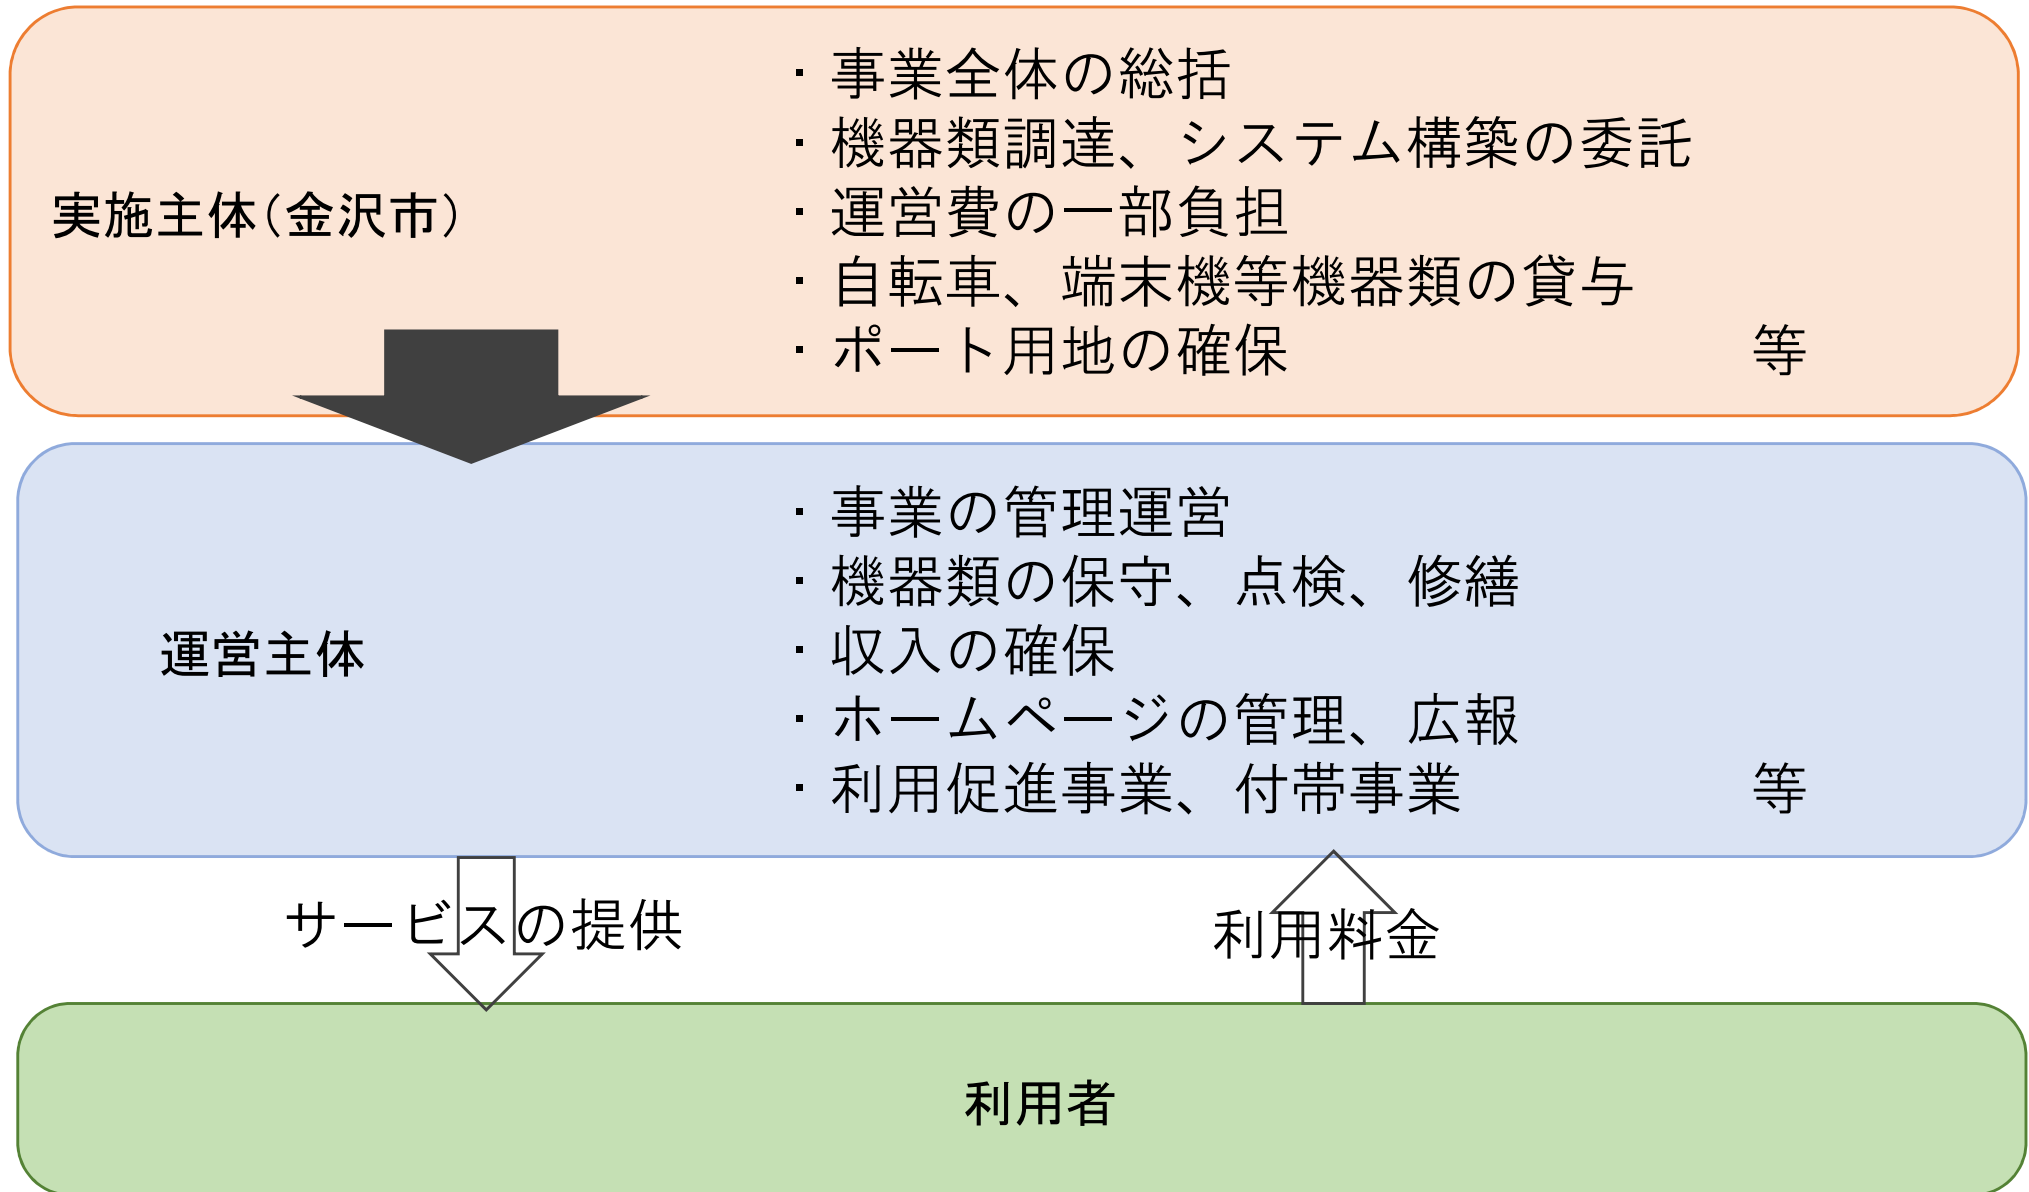 実施主体(金沢市)
・事業全体の総括
・機器類調達、システム構築の委託
・運営費の一部負担
・自転車、端末機等機器類の貸与
・ポート用地の確保　　　　　　　　等
運営主体
・事業の管理運営
・機器類の保守、点検、修繕
・収入の確保
・ホームページの管理、広報
・利用促進事業、付帯事業　　　　　等
サービスの提供
利用料金
利用者